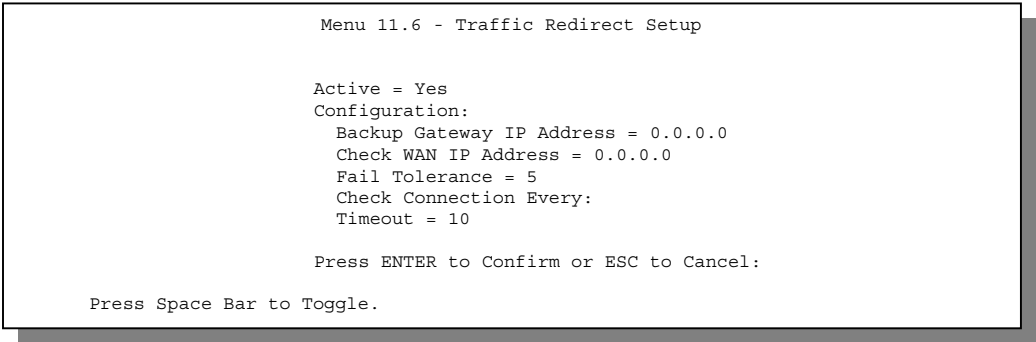 Menu 11.6 - Traffic Redirect Setup
Active = Yes
Configuration:
Backup Gateway IP Address = 0.0.0.0
Check WAN IP Address = 0.0.0.0
Fail Tolerance = 5
Check Connection Every:
Timeout = 10
Press ENTER to Confirm or ESC to Cancel:
Press Space Bar to Toggle.